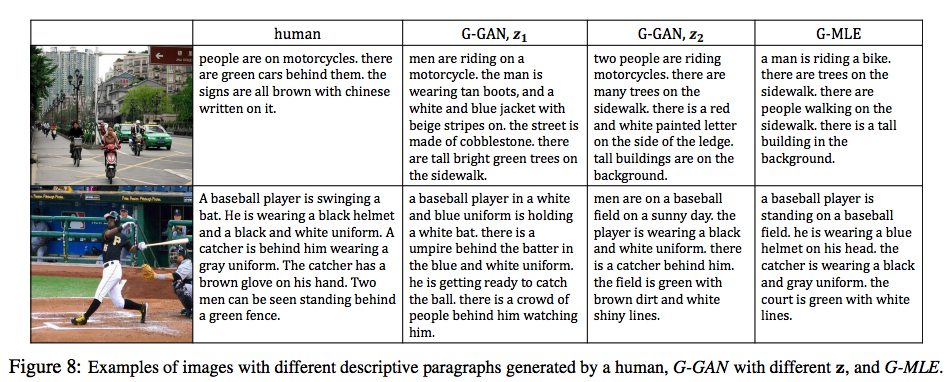 human
G-GAN, z₁
G-GAN, z₂
G-MLE
people are on motorcycles. there
are green cars behind them. the
signs are all brown with chinese
written on it.
men are riding on a
motorcycle. the man is
wearing tan boots, and a
white and blue jacket with
beige stripes on. the street is
made of cobblestone. there
are tall bright green trees on
the sidewalk.
two people are riding
motorcycles. there are
many trees on the
sidewalk. there is a red
and white painted letter
on the side of the ledge.
tall buildings are on the
background.
a man is riding a bike.
there are trees on the
sidewalk. there are
people walking on the
sidewalk. there is a tall
building in the
background.
A baseball player is swinging a
bat. He is wearing a black helmet
and a black and white uniform. A
catcher is behind him wearing a
gray uniform. The catcher has a
brown glove on his hand. Two
men can be seen standing behind
a green fence.
a baseball player in a white
and blue uniform is holding
a white bat. there is a
umpire behind the batter in
the blue and white uniform.
he is getting ready to catch
the ball. there is a crowd of
people behind him watching
him.
men are on a baseball
field on a sunny day. the
player is wearing a black
and white uniform. there
is a catcher behind him.
the field is green with
brown dirt and white
shiny lines.
a baseball player is
standing on a baseball
field. he is wearing a blue
helmet on his head. the
catcher is wearing a black
and gray uniform. the
court is green with white
lines.
Figure 8: Examples of images with different descriptive paragraphs generated by a human, G-GAN with different z, and G-MLE.